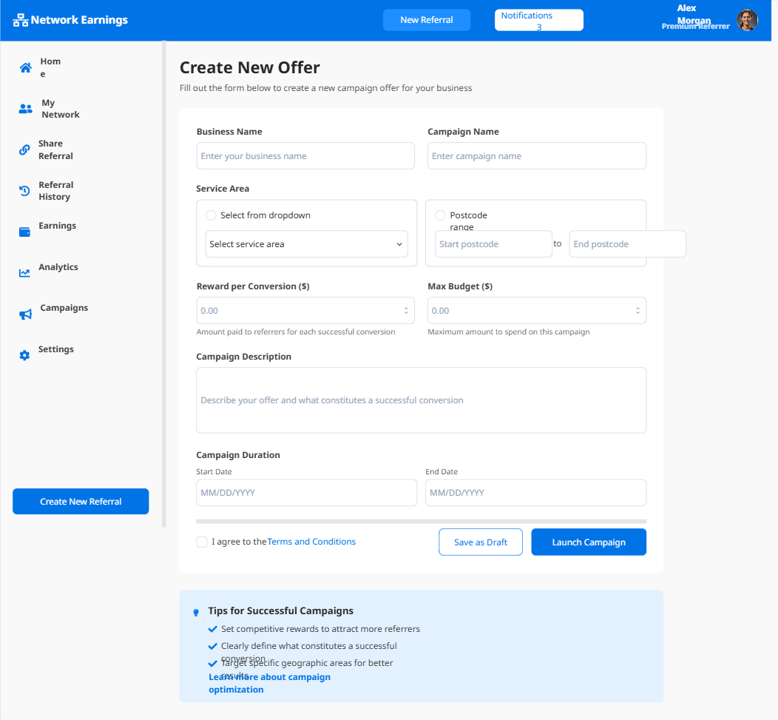 Network Earnings
New Referral
Notifications
3
Alex
Morgan
Premium Referrer
Hom
e
My
Network
Share
Referral
Referral
History
Earnings
Analytics
Campaigns
Settings
Create New Referral
Create New Offer
Fill out the form below to create a new campaign offer for your business
Business Name
Campaign Name
Enter your business name
Enter campaign name
Service Area
Select from dropdown
Postcode
range
Select service area
Start postcode
to
End postcode
Reward per Conversion ($)
Max Budget ($)
0.00
0.00
Amount paid to referrers for each successful conversion
Maximum amount to spend on this campaign
Campaign Description
Describe your offer and what constitutes a successful conversion
Campaign Duration
Start Date
End Date
MM/DD/YYYY
MM/DD/YYYY
I agree to theTerms and Conditions
Save as Draft
Launch Campaign
Tips for Successful Campaigns
Set competitive rewards to attract more referrers
Clearly define what constitutes a successful
conversion
Target specific geographic areas for better
results
Learn more about campaign
optimization